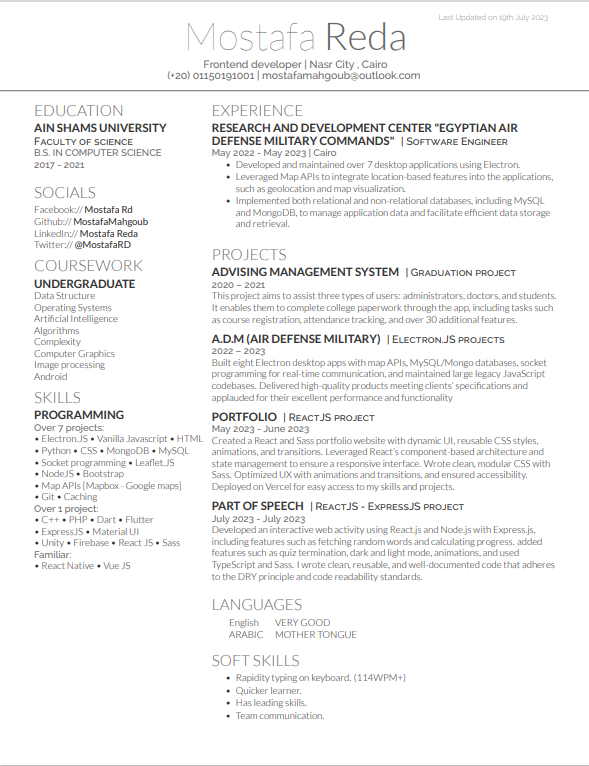 Last Updated on 19th July 2023
Mostafa Reda
Frontend developer | Nasr City , Cairo
(+20) 01150191001 | mostafamahgoub@outlook.com
EDUCATION
AIN SHAMS UNIVERSITY
FACULTY OF SCIENCE
B.S. IN COMPUTER SCIENCE
2017 - 2021
SOCIALS
Facebook:// Mostafa Rd
Github:// MostafaMahgoub
LinkedIn:// Mostafa Reda
Twitter:// @MostafaRD
COURSEWORK
UNDERGRADUATE
Data Structure
Operating Systems
Artificial Intelligence
Algorithms
Complexity
Computer Graphics
Image processing
Android
SKILLS
PROGRAMMING
Over 7 projects:
• Electron.JS • Vanilla Javascript • HTML
• Python • CSS • MongoDB • MySQL
• Socket programming • Leaflet.JS
• NodeJS • Bootstrap
• Map APIs [Mapbox - Google maps]
• Git • Caching
Over 1 project:
• C++ • PHP • Dart • Flutter
• ExpressJS • Material UI
• Unity • Firebase • React JS • Sass
Familiar:
• React Native • Vue JS
EXPERIENCE
RESEARCH AND DEVELOPMENT CENTER "EGYPTIAN AIR
DEFENSE MILITARY COMMANDS" | SOFTWARE ENGINEER
May 2022 - May 2023 | Cairo
• Developed and maintained over 7 desktop applications using Electron.
• Leveraged Map APIs to integrate location-based features into the applications,
such as geolocation and map visualization.
• Implemented both relational and non-relational databases, including MySQL
and MongoDB, to manage application data and facilitate efficient data storage
and retrieval.
PROJECTS
ADVISING MANAGEMENT SYSTEM | GRADUATION PROJECT
2020 – 2021
This project aims to assist three types of users: administrators, doctors, and students.
It enables them to complete college paperwork through the app, including tasks such
as course registration, attendance tracking, and over 30 additional features.
A.D.M (AIR DEFENSE MILITARY) | ELECTRON.JS PROJECTS
2022 – 2023
Built eight Electron desktop apps with map APIs, MySQL/Mongo databases, socket
programming for real-time communication, and maintained large legacy JavaScript
codebases. Delivered high-quality products meeting clients' specifications and
applauded for their excellent performance and functionality
PORTFOLIO | REACTJS PROJECT
May 2023 - June 2023
Created a React and Sass portfolio website with dynamic UI, reusable CSS styles,
animations, and transitions. Leveraged React's component-based architecture and
state management to ensure a responsive interface. Wrote clean, modular CSS with
Sass. Optimized UX with animations and transitions, and ensured accessibility.
Deployed on Vercel for easy access to my skills and projects.
PART OF SPEECH | REACTJS - EXPRESSJS PROJECT
July 2023 - July 2023
Developed an interactive web activity using React.js and Node.js with Express.js,
including features such as fetching random words and calculating progress. added
features such as quiz termination, dark and light mode, animations, and used
TypeScript and Sass. I wrote clean, reusable, and well-documented code that adheres
to the DRY principle and code readability standards.
LANGUAGES
English VERY GOOD
ARABIC MOTHER TONGUE
SOFT SKILLS
• Rapidity typing on keyboard. (114WPM+)
• Quicker learner.
• Has leading skills.
• Team communication.